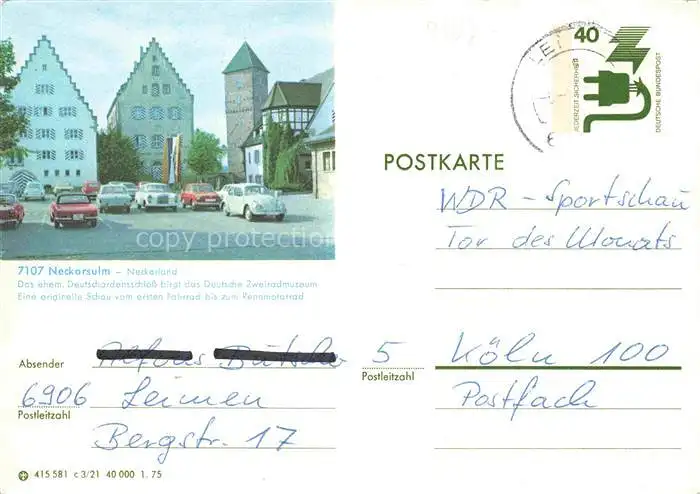 40
JEDERZEIT SICHERHEIT
DEUTSCHE BUNDESPOST
POSTKARTE
WDR - Sportschau
Tor des Monats
copy protection
7107 Neckarsulm – Neckarland
Das ehem. Deutschordensschloß birgt das Deutsche Zweiradmuseum
Eine originelle Schau vom ersten Fahrrad bis zum Rennmotorrad
Absender
5 Köln 100
Postleitzahl
6906 Leimen
Postfach
Postleitzahl
Bergstr. 17
415 581 c 3/21 40 000 1. 75